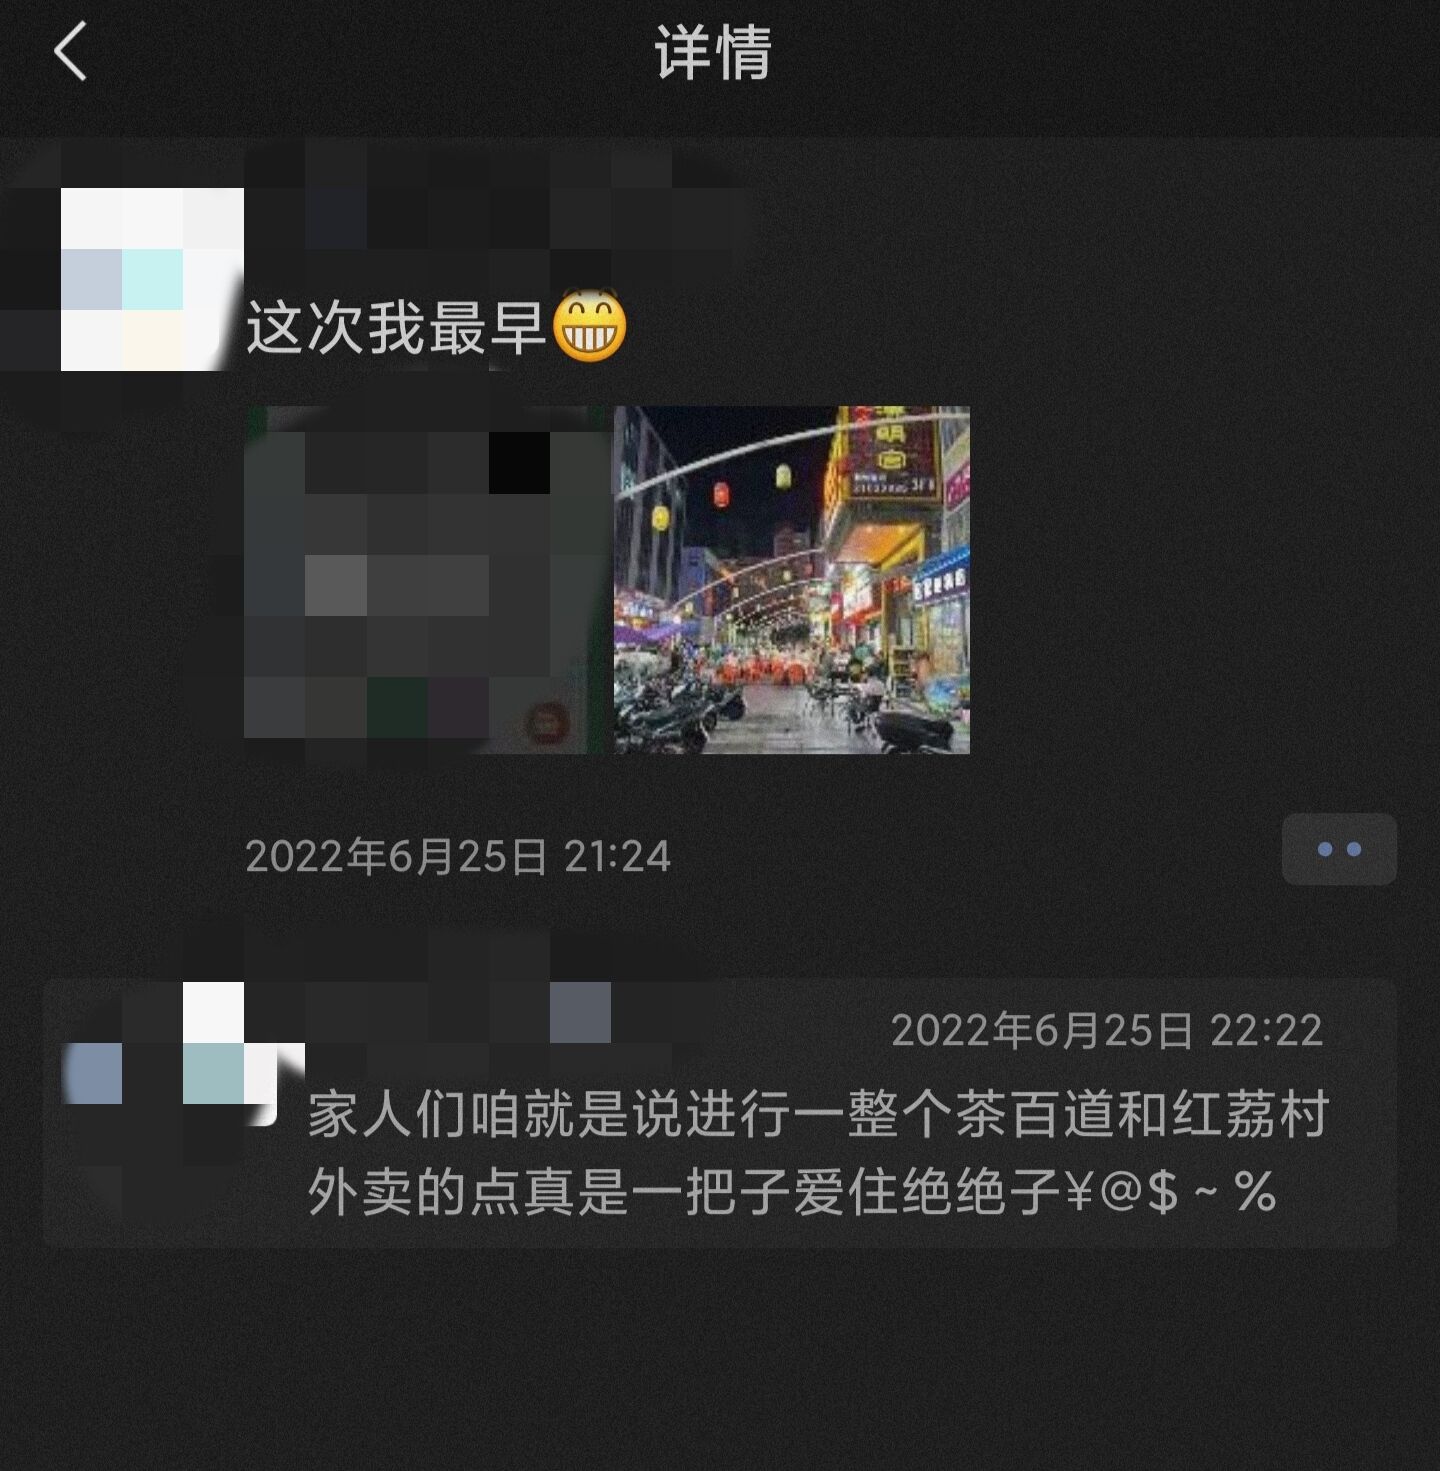 详情
这次我最早😁
2022年6月25日 21:24
2022年6月25日 22:22
家人们咱就是说进行一整个茶百道和红荔村
外卖的点真是一把子爱住绝绝子¥@$~%